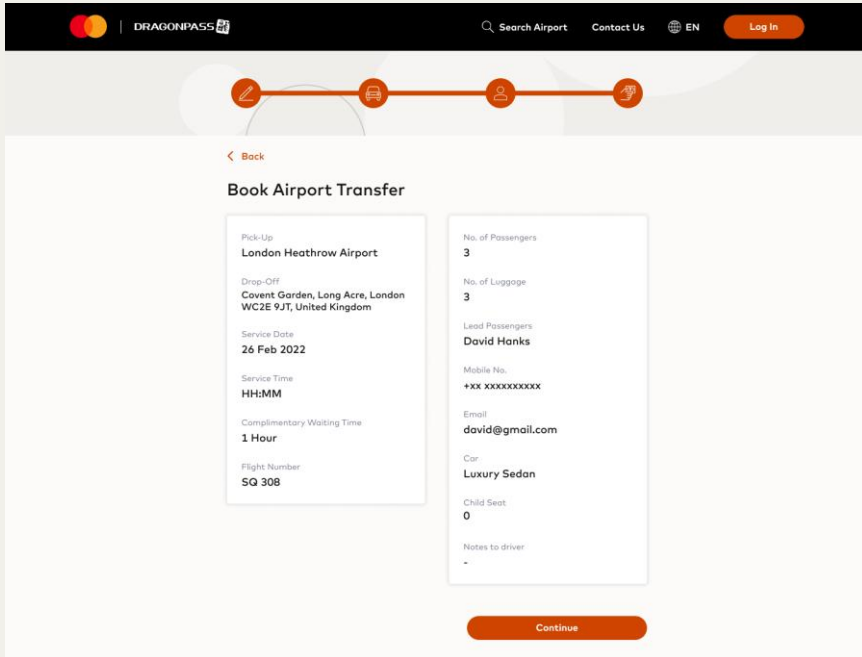 DRAGONPASS
Search Airport
Contact Us
EN
Log In
Back
Book Airport Transfer
Pick-Up
London Heathrow Airport
Drop-Off
Covent Garden, Long Acre, London
WC2E 9JT, United Kingdom
Service Date
26 Feb 2022
Service Time
HH:MM
Complimentary Waiting Time
1 Hour
Flight Number
SQ 308
No. of Passengers
3
No. of Luggage
3
Lead Passengers
David Hanks
Mobile No.
+xx xxxxxxxxxx
Email
david@gmail.com
Car
Luxury Sedan
Child Seat
0
Notes to driver
-
Continue